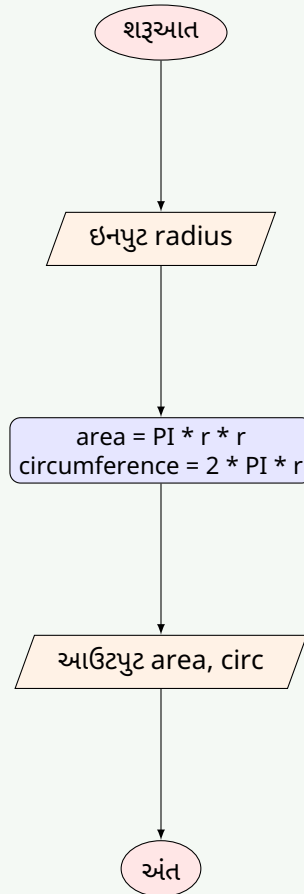 શરૂઆત
ઇનપુટ radius
area = PI * r * r
circumference = 2 * PI * r
આઉટપુટ area, circ
અંત